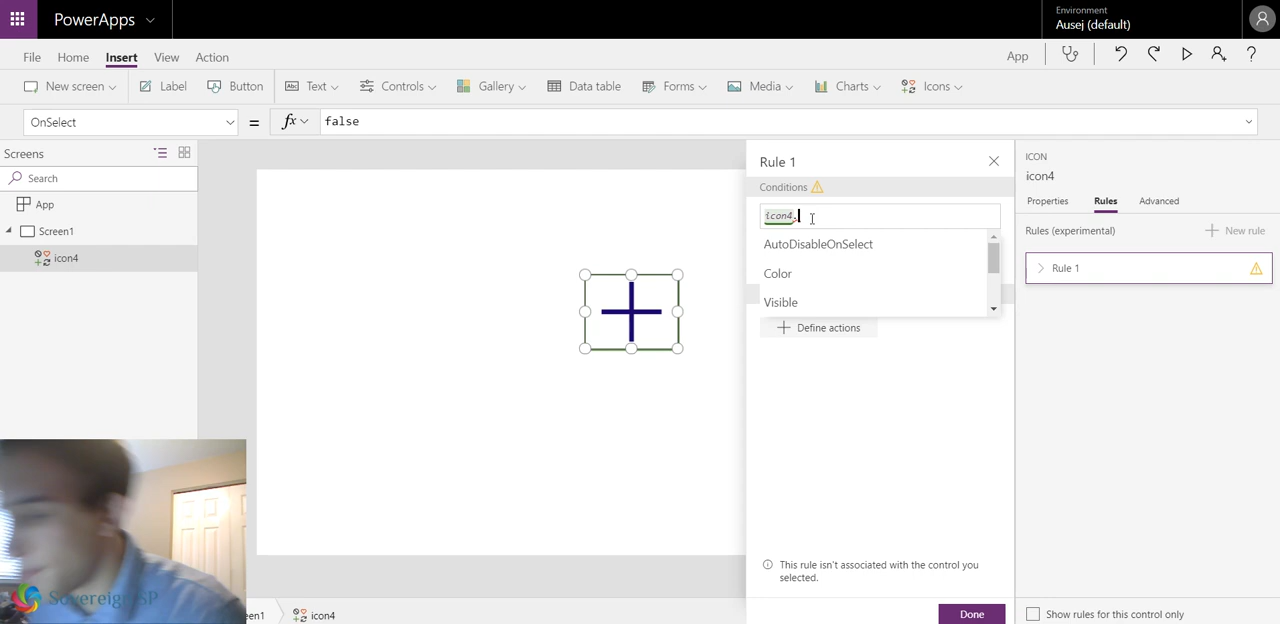 PowerApps
Environment
Ausej (default)
File Home Insert View Action
App
New screen Label Button Text Controls Gallery Data table Forms Media Charts Icons
OnSelect = fx false
Screens
Search
App
Screen1
icon4
Rule 1
Conditions
icon4.
AutoDisableOnSelect
Color
Visible
Define actions
This rule isn't associated with the control you
selected.
Done
ICON
icon4
Properties Rules Advanced
Rules (experimental) New rule
Rule 1
Show rules for this control only
een1 icon4
Sovereign SP